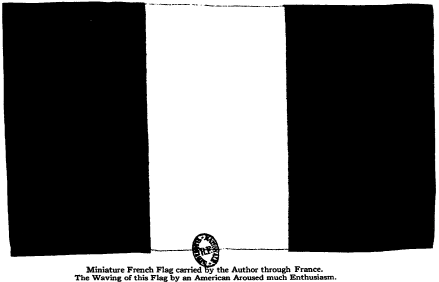 Miniature French Flag carried by the Author through France.
The Waving of this Flag by an American Aroused much Enthusiasm.